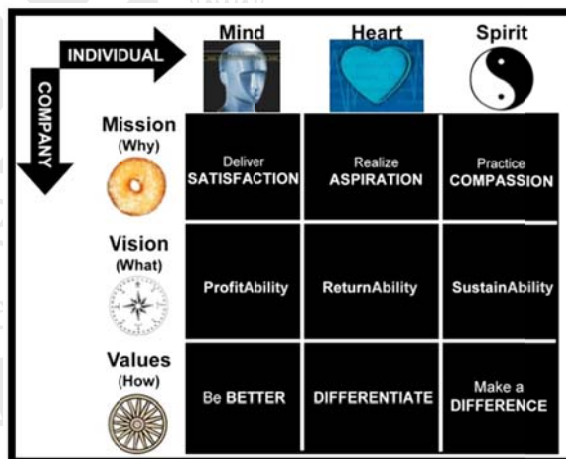 Mind
Heart
Spirit
INDIVIDUAL
COMPANY
Mission
(Why)
Deliver
SATISFACTION
Realize
ASPIRATION
Practice
COMPASSION
Vision
(What)
ProfitAbility
ReturnAbility
SustainAbility
Values
(How)
Be BETTER
DIFFERENTIATE
Make a
DIFFERENCE